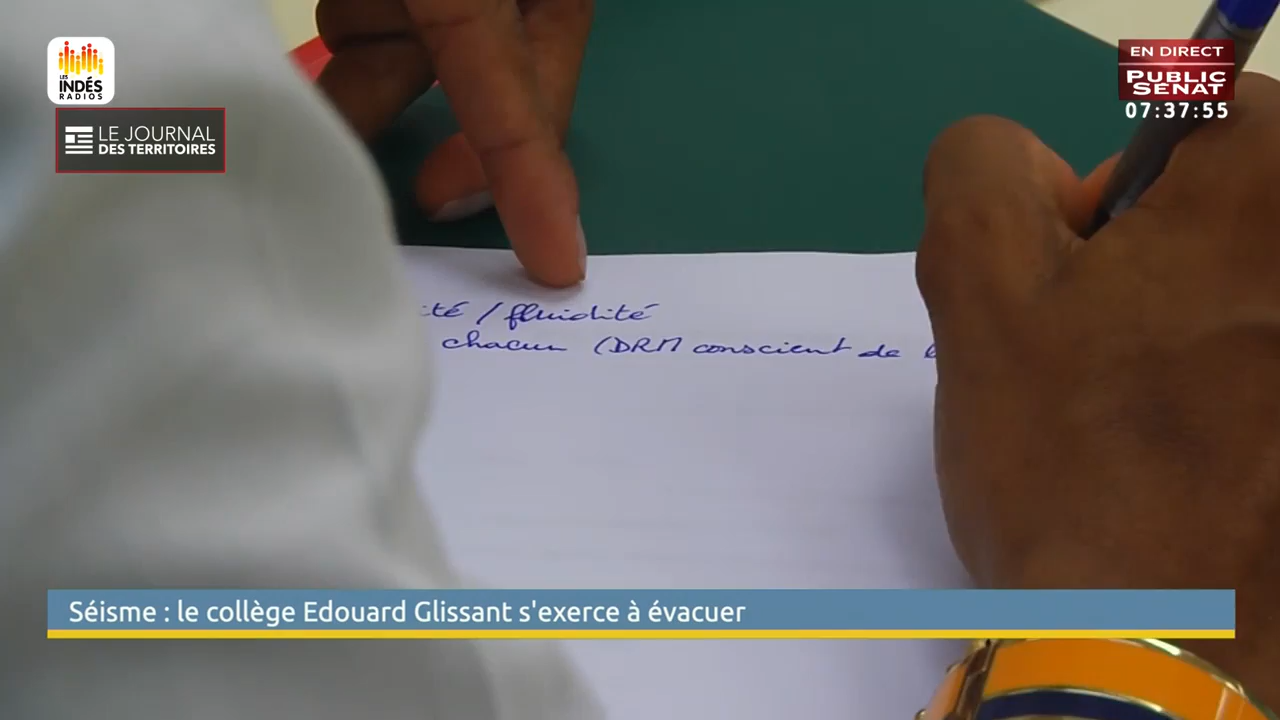 LES
INDÉS
RADIOS
LE JOURNAL
DES TERRITOIRES
EN DIRECT
PUBLIC
SENAT
07:37:55
/ fluidité
chacun (DRM conscient de
Séisme : le collège Edouard Glissant s'exerce à évacuer